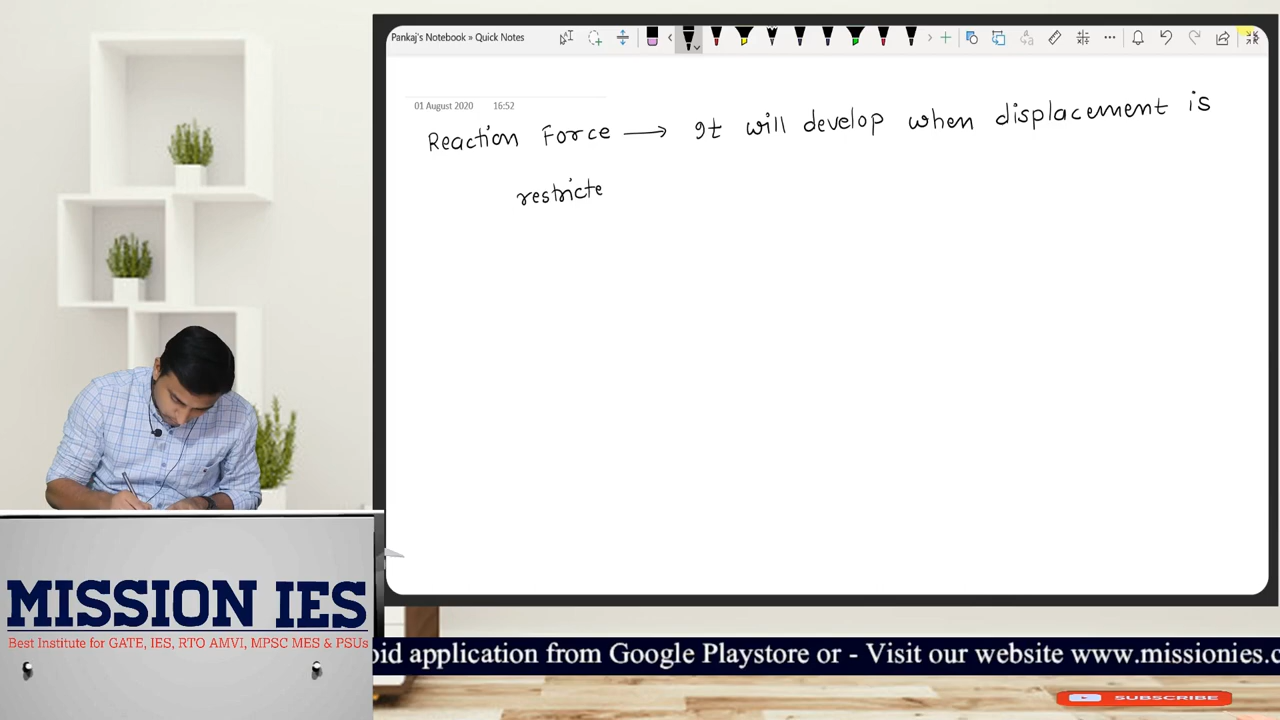 Pankaj's Notebook » Quick Notes
01 August 2020 16:52
Reaction Force → It will develop when displacement is
restricte
MISSION IES
Best Institute for GATE, IES, RTO AMVI, MPSC MES & PSUs
oid application from Google Playstore or - Visit our website www.missionies.c
SUBSCRIBE